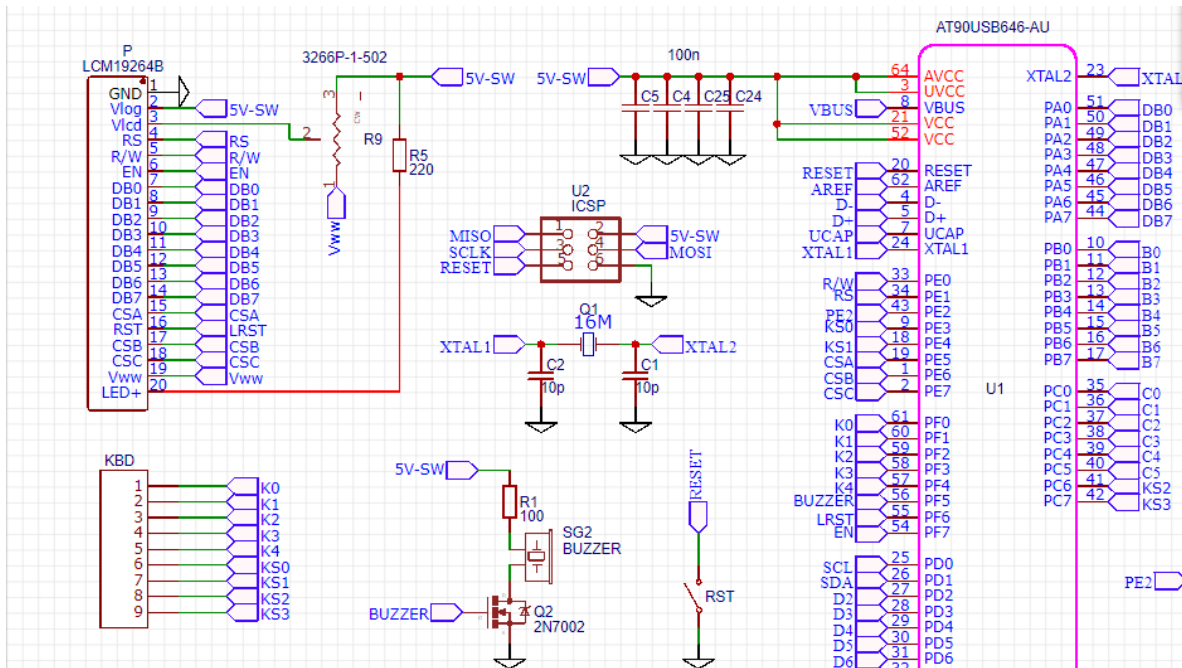 P
LCM19264B
GND 1
Vlog 2 5V-SW
Vlcd 3
RS 4 RS
R/W 5 R/W
EN 6 EN
DB0 7 DB0
DB1 8 DB1
DB2 9 DB2
DB3 10 DB3
DB4 11 DB4
DB5 12 DB5
DB6 13 DB6
DB7 14 DB7
CSA 15 CSA
RST 16 LRST
CSB 17 CSB
CSC 18 CSC
Vww 19 Vww
LED+ 20
3266P-1-502
3
2
1
CW
R9
Vww
5V-SW
R5
220
5V-SW
100n
C5 C4 C25 C24
U2
ICSP
MISO 1 2 5V-SW
SCLK 3 4 MOSI
RESET 5 6
Q1
16M
XTAL1 XTAL2
C2
10p
C1
10p
KBD
1 K0
2 K1
3 K2
4 K3
5 K4
6 KS0
7 KS1
8 KS2
9 KS3
5V-SW
R1
100
SG2
BUZZER
BUZZER
Q2
2N7002
RESET
RST
AT90USB646-AU
U1
64 AVCC
3 UVCC
VBUS 8 VBUS
21 VCC
52 VCC
RESET 20 RESET
AREF 62 AREF
D- 4 D-
D+ 5 D+
UCAP 7 UCAP
XTAL1 24 XTAL1
R/W 33 PE0
RS 34 PE1
PE2 43 PE2
KS0 9 PE3
KS1 18 PE4
CSA 19 PE5
CSB 1 PE6
CSC 2 PE7
K0 61 PF0
K1 60 PF1
K2 59 PF2
K3 58 PF3
K4 57 PF4
BUZZER 56 PF5
LRST 55 PF6
EN 54 PF7
SCL 25 PD0
SDA 26 PD1
D2 27 PD2
D3 28 PD3
D4 29 PD4
D5 30 PD5
D6 31 PD6
XTAL2 23 XTAL
PA0 51 DB0
PA1 50 DB1
PA2 49 DB2
PA3 48 DB3
PA4 47 DB4
PA5 46 DB5
PA6 45 DB6
PA7 44 DB7
PB0 10 B0
PB1 11 B1
PB2 12 B2
PB3 13 B3
PB4 14 B4
PB5 15 B5
PB6 16 B6
PB7 17 B7
PC0 35 C0
PC1 36 C1
PC2 37 C2
PC3 38 C3
PC4 39 C4
PC5 40 C5
PC6 41 KS2
PC7 42 KS3
PE2